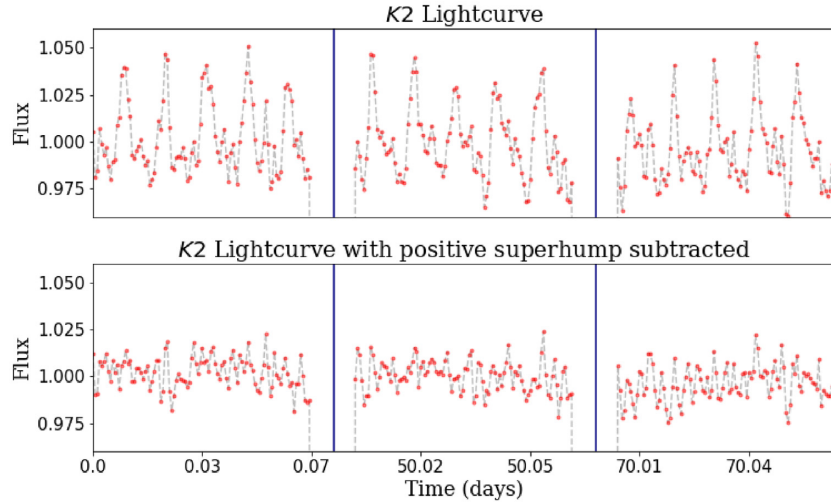 K2 Lightcurve
1.050
1.025
1.000
0.975
Flux
K2 Lightcurve with positive superhump subtracted
1.050
1.025
1.000
0.975
Flux
0.0 0.03 0.07 50.02 50.05 70.01 70.04
Time (days)